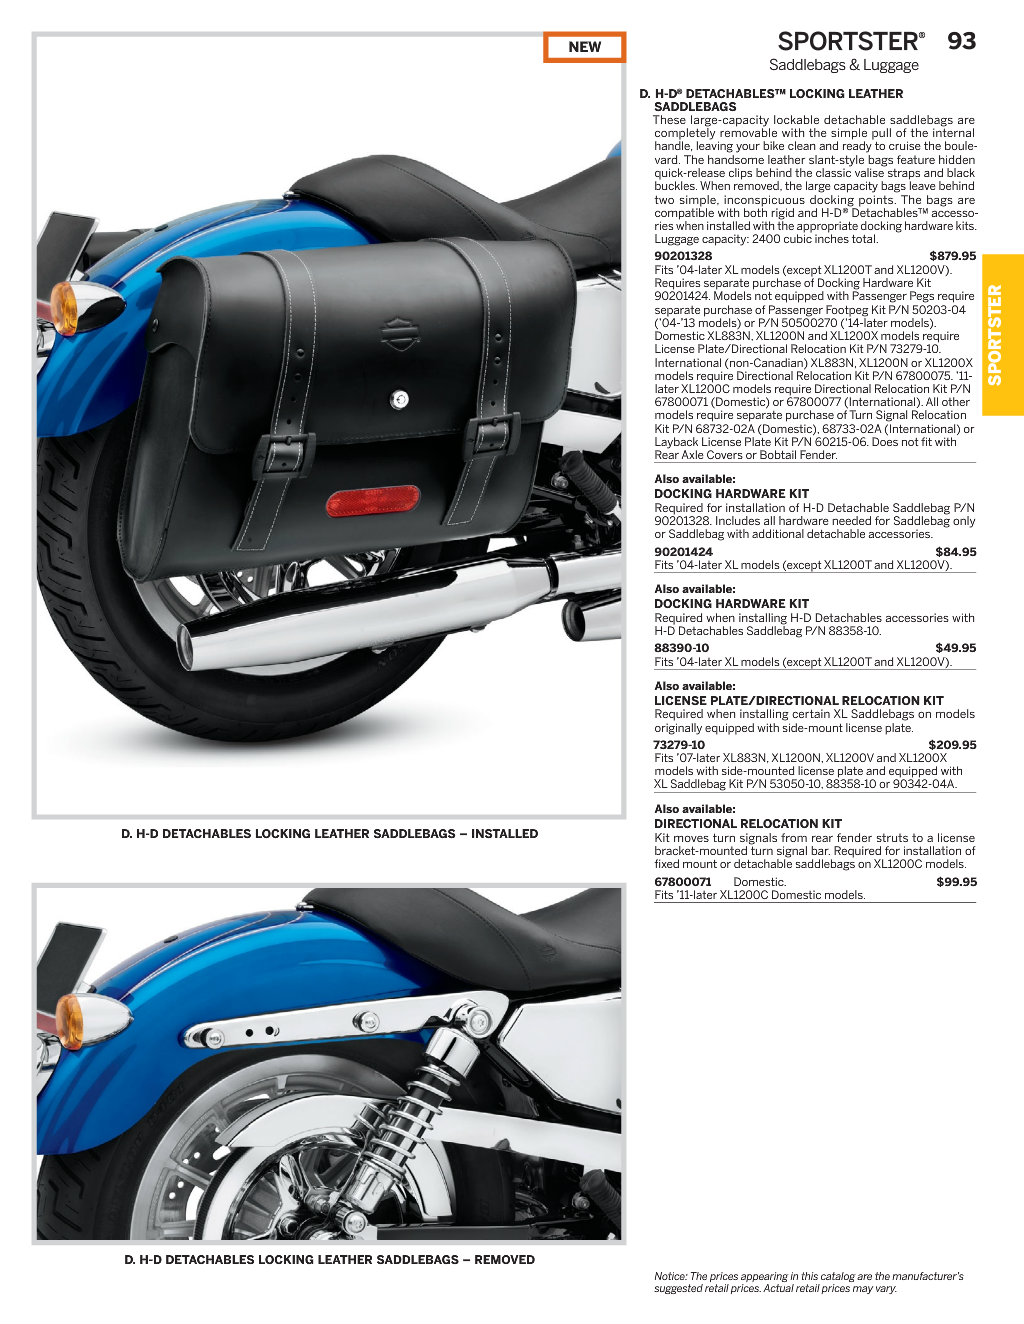 NEW
SPORTSTER® 93
Saddlebags & Luggage
D. H-D® DETACHABLES™ LOCKING LEATHER
SADDLEBAGS
These large-capacity lockable detachable saddlebags are
completely removable with the simple pull of the internal
handle, leaving your bike clean and ready to cruise the boule-
vard. The handsome leather slant-style bags feature hidden
quick-release clips behind the classic valise straps and black
buckles. When removed, the large capacity bags leave behind
two simple, inconspicuous docking points. The bags are
compatible with both rigid and H-D® Detachables™ accesso-
ries when installed with the appropriate docking hardware kits.
Luggage capacity: 2400 cubic inches total.
90201328 $879.95
Fits ’04-later XL models (except XL1200T and XL1200V).
Requires separate purchase of Docking Hardware Kit
90201424. Models not equipped with Passenger Pegs require
separate purchase of Passenger Footpeg Kit P/N 50203-04
(’04-’13 models) or P/N 50500270 (’14-later models).
Domestic XL883N, XL1200N and XL1200X models require
License Plate/Directional Relocation Kit P/N 73279-10.
International (non-Canadian) XL883N, XL1200N or XL1200X
models require Directional Relocation Kit P/N 67800075. ’11-
later XL1200C models require Directional Relocation Kit P/N
67800071 (Domestic) or 67800077 (International). All other
models require separate purchase of Turn Signal Relocation
Kit P/N 68732-02A (Domestic), 68733-02A (International) or
Layback License Plate Kit P/N 60215-06. Does not fit with
Rear Axle Covers or Bobtail Fender.
Also available:
DOCKING HARDWARE KIT
Required for installation of H-D Detachable Saddlebag P/N
90201328. Includes all hardware needed for Saddlebag only
or Saddlebag with additional detachable accessories.
90201424 $84.95
Fits ’04-later XL models (except XL1200T and XL1200V).
Also available:
DOCKING HARDWARE KIT
Required when installing H-D Detachables accessories with
H-D Detachables Saddlebag P/N 88358-10.
88390-10 $49.95
Fits ’04-later XL models (except XL1200T and XL1200V).
Also available:
LICENSE PLATE/DIRECTIONAL RELOCATION KIT
Required when installing certain XL Saddlebags on models
originally equipped with side-mount license plate.
73279-10 $209.95
Fits ’07-later XL883N, XL1200N, XL1200V and XL1200X
models with side-mounted license plate and equipped with
XL Saddlebag Kit P/N 53050-10, 88358-10 or 90342-04A.
Also available:
DIRECTIONAL RELOCATION KIT
Kit moves turn signals from rear fender struts to a license
bracket-mounted turn signal bar. Required for installation of
fixed mount or detachable saddlebags on XL1200C models.
67800071 Domestic. $99.95
Fits ’11-later XL1200C Domestic models.
SPORTSTER
D. H-D DETACHABLES LOCKING LEATHER SADDLEBAGS – INSTALLED
D. H-D DETACHABLES LOCKING LEATHER SADDLEBAGS – REMOVED
Notice: The prices appearing in this catalog are the manufacturer’s
suggested retail prices. Actual retail prices may vary.